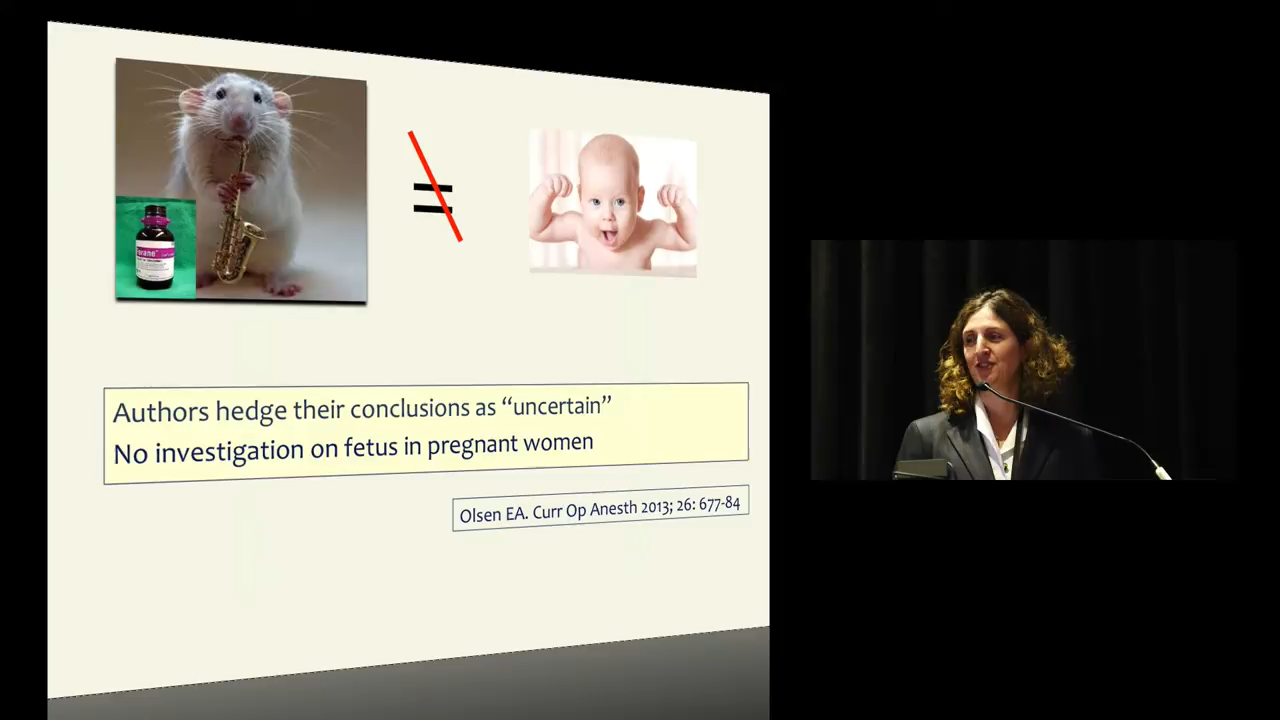 =
Authors hedge their conclusions as “uncertain”
No investigation on fetus in pregnant women
Olsen EA. Curr Op Anesth 2013; 26: 677-84